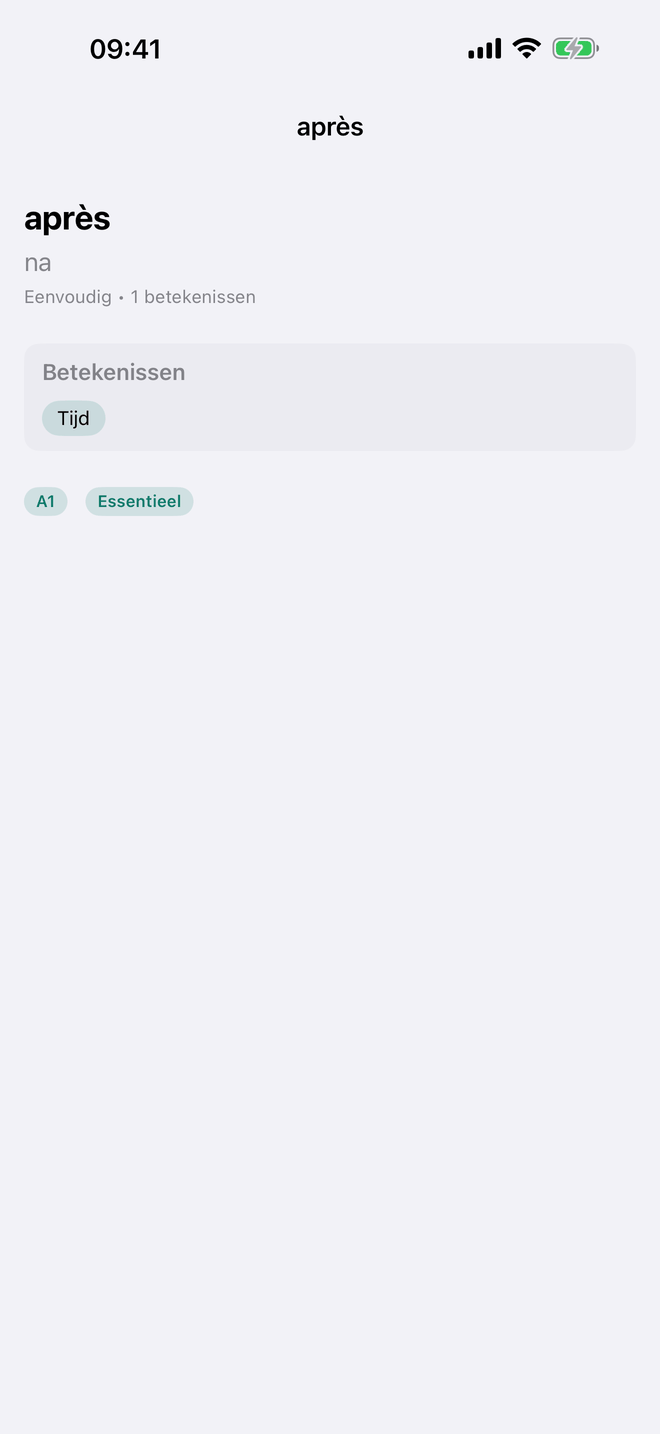 09:41
après
après
na
Eenvoudig • 1 betekenissen
Betekenissen
Tijd
A1 Essentieel